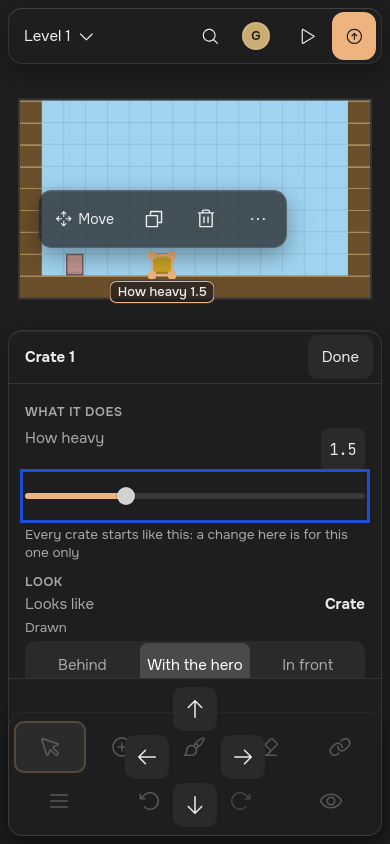 Level 1
G
Move
How heavy 1.5
Crate 1
Done
WHAT IT DOES
How heavy
1.5
Every crate starts like this: a change here is for this
one only
LOOK
Looks like
Crate
Drawn
Behind
With the hero
In front